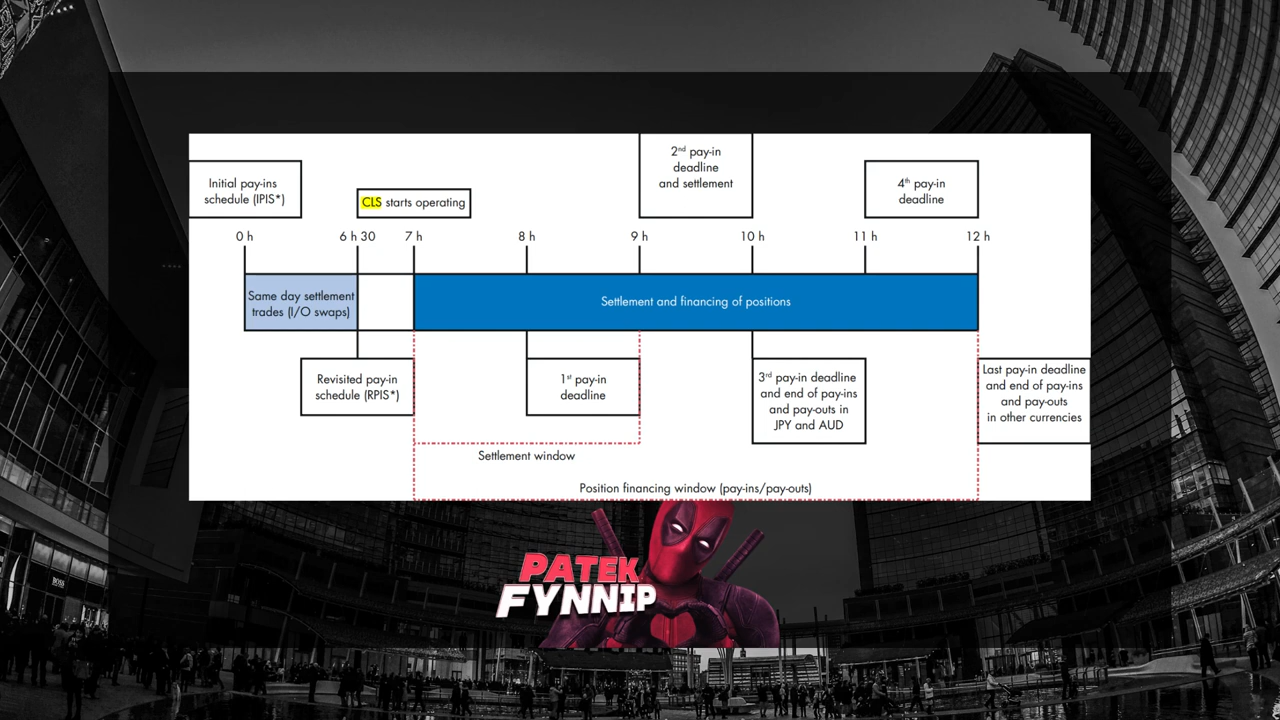 2nd pay-in
deadline
and settlement
Initial pay-ins
schedule (IPIS*)
4th pay-in
deadline
CLS starts operating
0 h
6 h 30
7 h
8 h
9 h
10 h
11 h
12 h
Same day settlement
trades (I/O swaps)
Settlement and financing of positions
Revisited pay-in
schedule (RPIS*)
1st pay-in
deadline
3rd pay-in deadline
and end of pay-ins
and pay-outs in
JPY and AUD
Last pay-in deadline
and end of pay-ins
and pay-outs
in other currencies
Settlement window
Position financing window (pay-ins/pay-outs)
PATEK
FYNNIP
BOSS